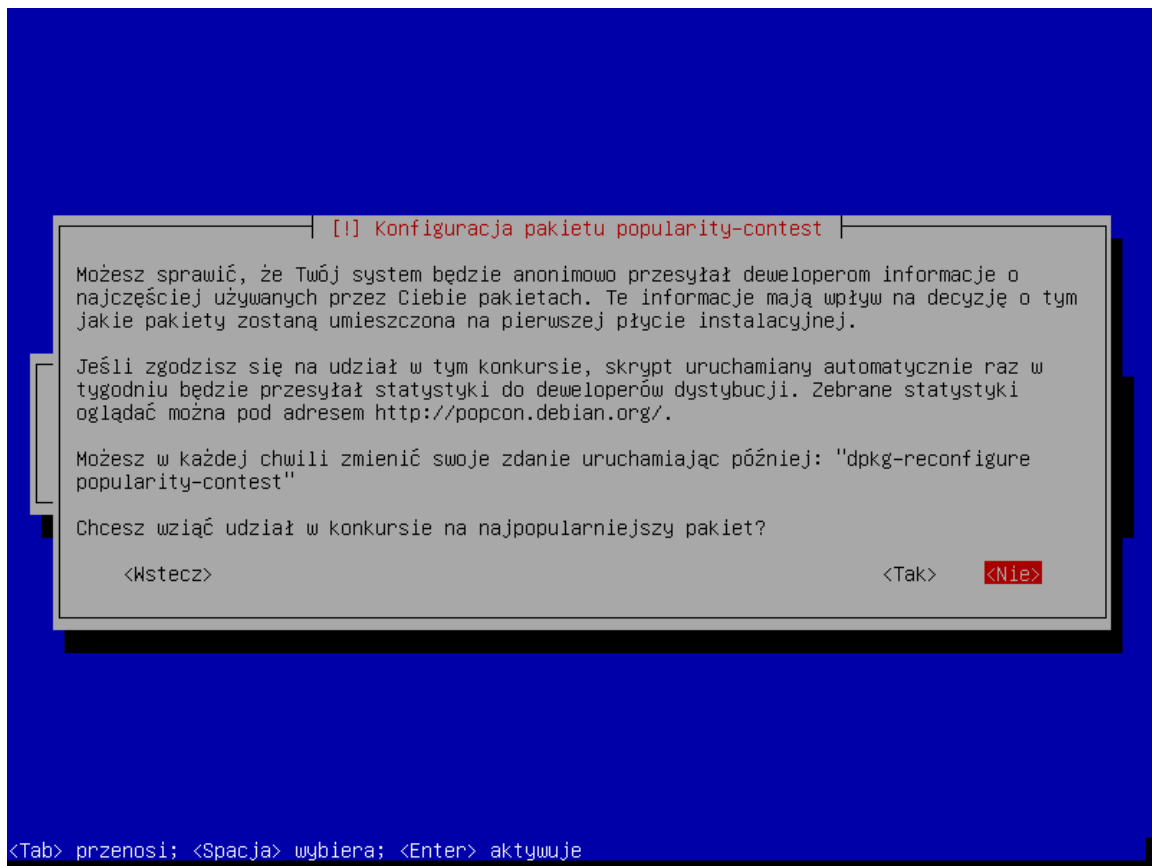 [!] Konfiguracja pakietu popularity-contest
Możesz sprawić, że Twój system będzie anonimowo przesyłał deweloperom informacje o
najczęściej używanych przez Ciebie pakietach. Te informacje mają wpływ na decyzję o tym
jakie pakiety zostaną umieszczona na pierwszej płycie instalacyjnej.
Jeśli zgodzisz się na udział w tym konkursie, skrypt uruchamiany automatycznie raz w
tygodniu będzie przesyłał statystyki do deweloperów dystybucji. Zebrane statystyki
oglądać można pod adresem http://popcon.debian.org/.
Możesz w każdej chwili zmienić swoje zdanie uruchamiając później: "dpkg-reconfigure
popularity-contest"
Chcesz wziąć udział w konkursie na najpopularniejszy pakiet?
<Wstecz> <Tak> <Nie>
<Tab> przenosi; <Spacja> wybiera; <Enter> aktywuje